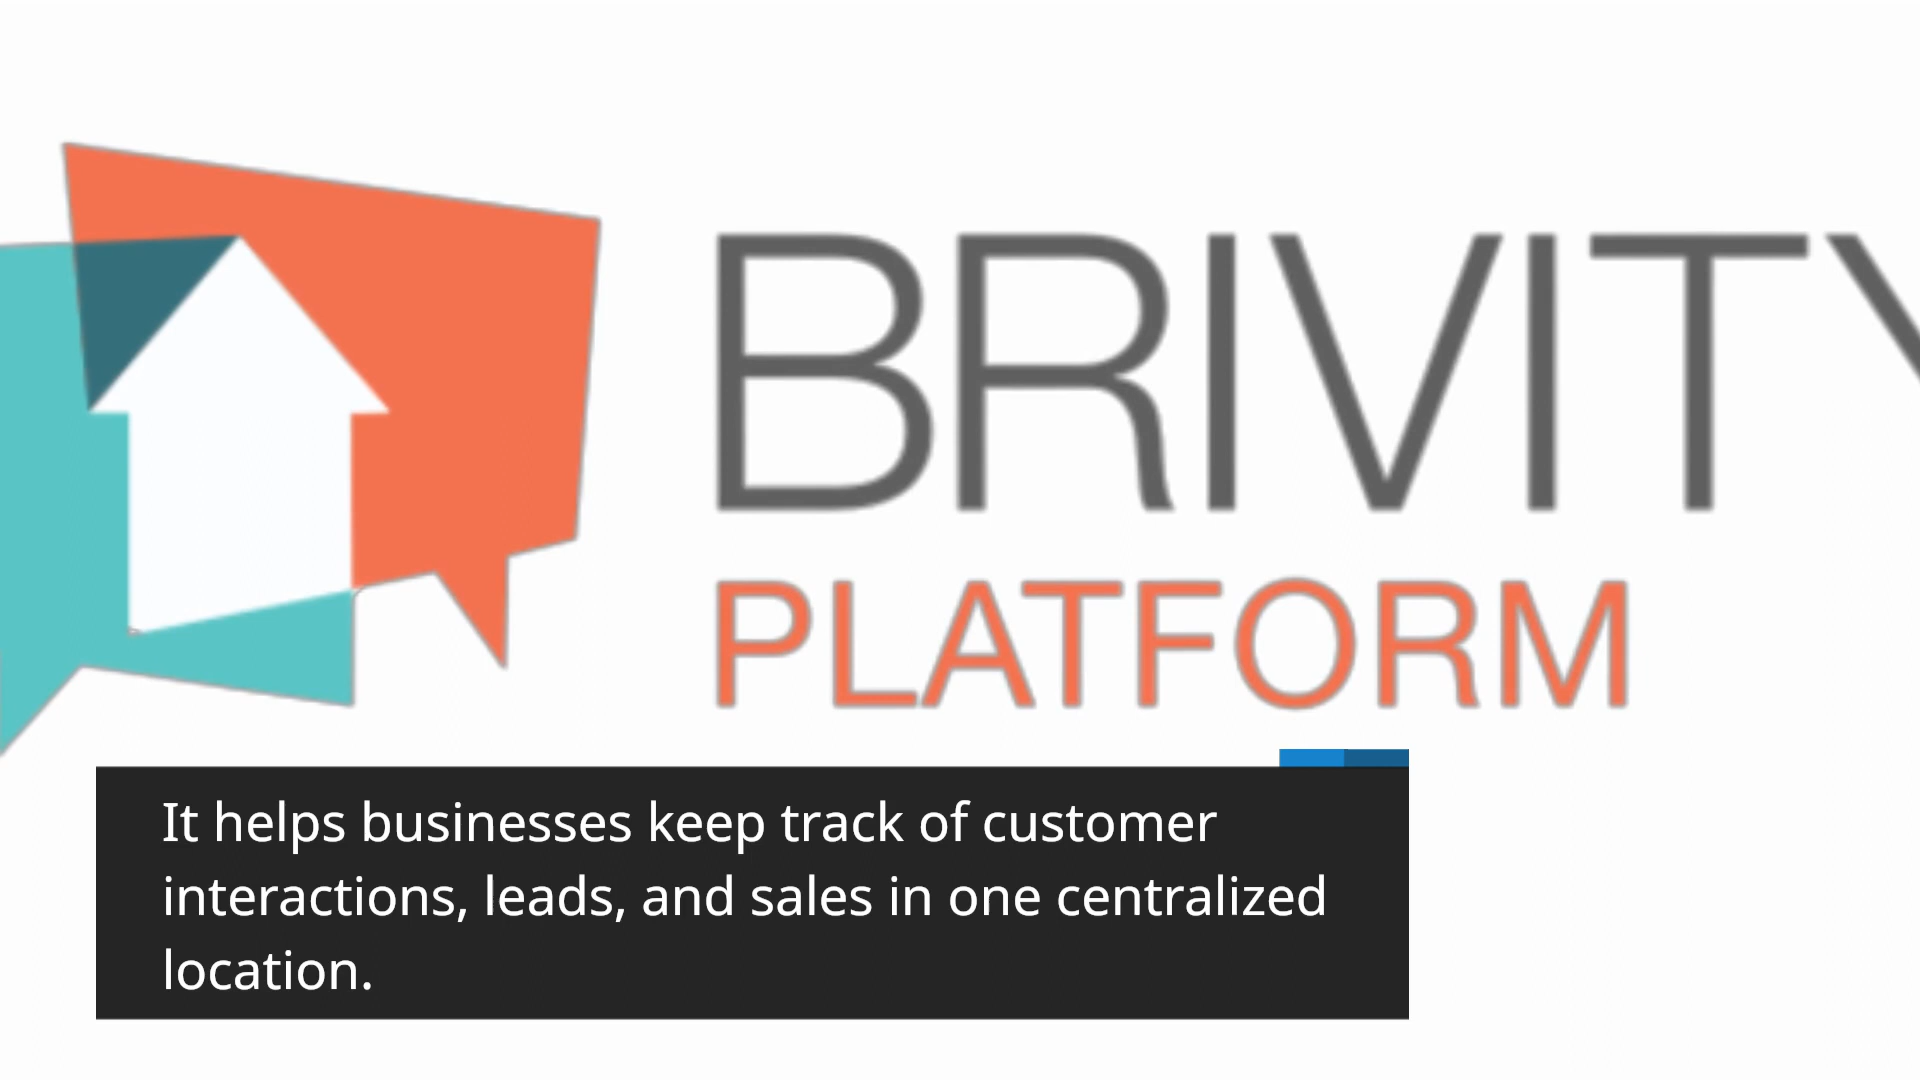 BRIVITY
PLATFORM
It helps businesses keep track of customer
interactions, leads, and sales in one centralized
location.